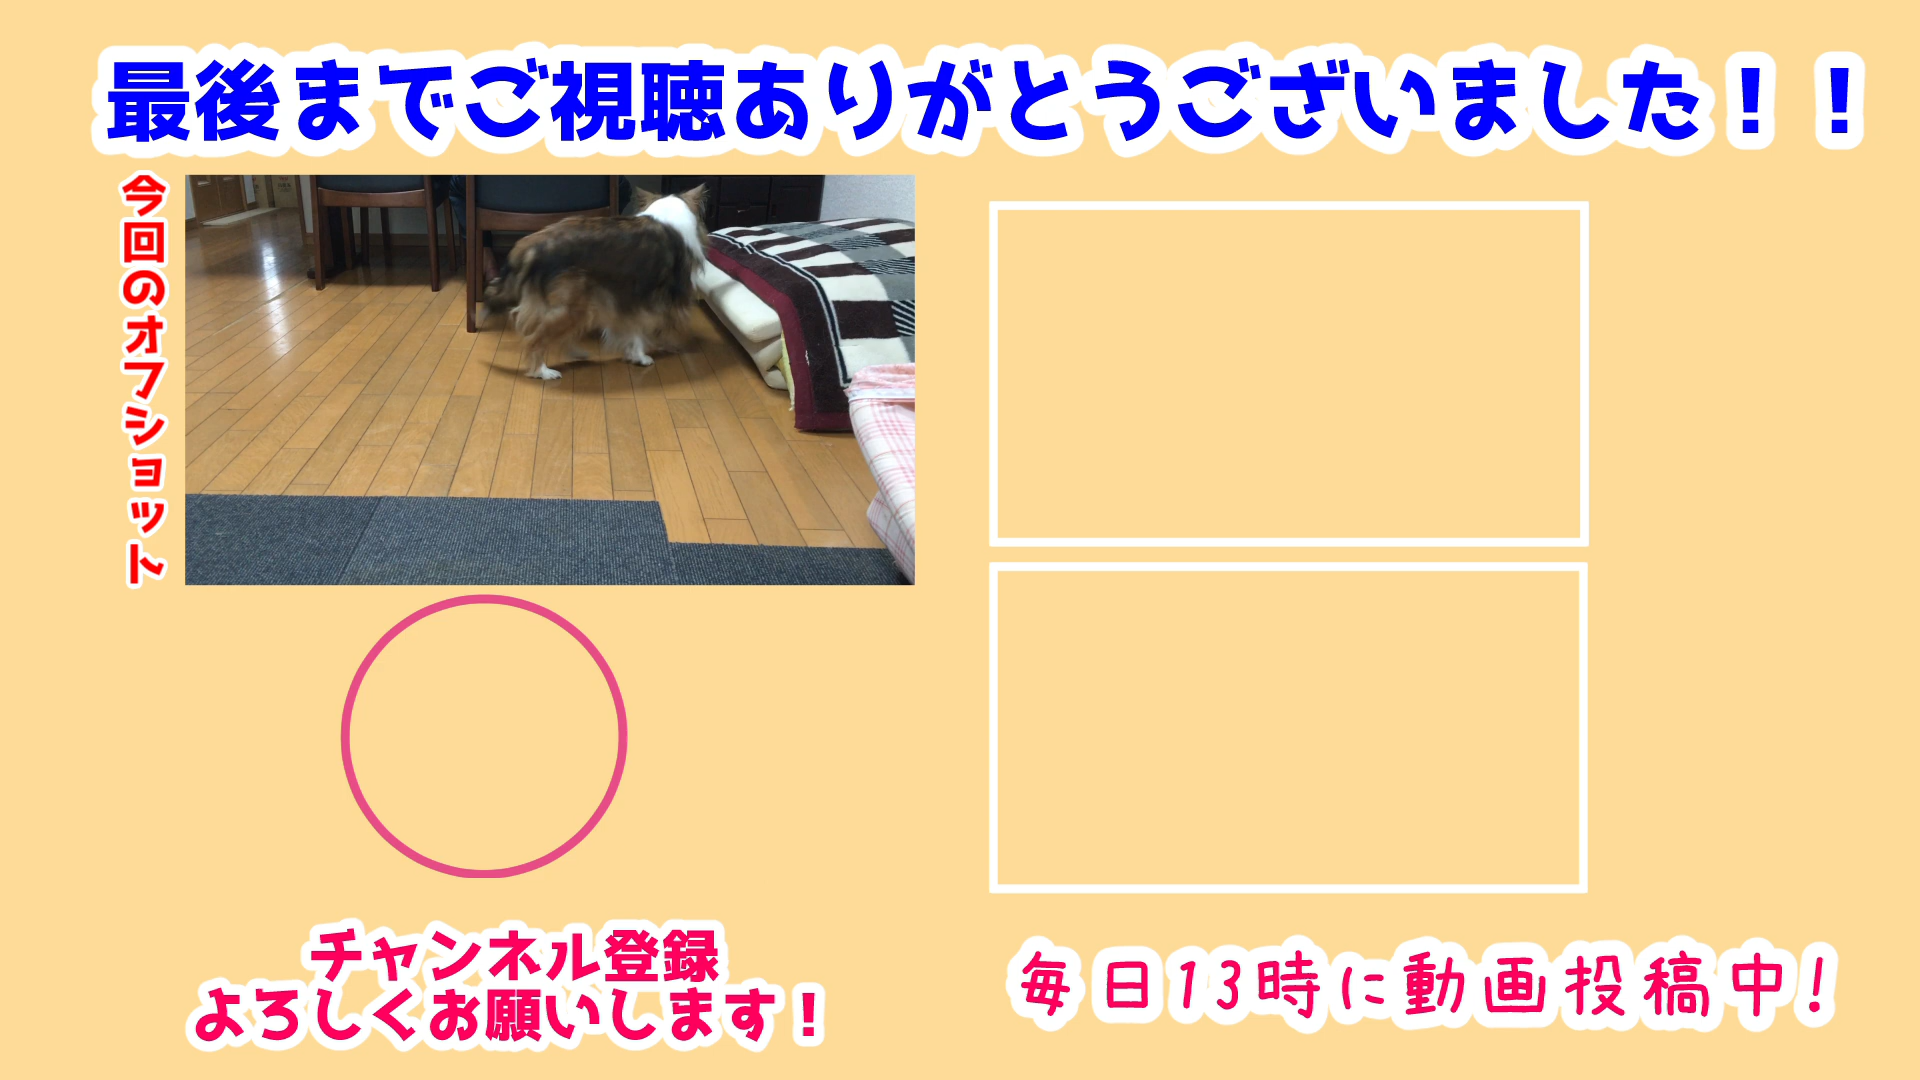 最後までご視聴ありがとうございました！！
今回のオフショット
チャンネル登録
よろしくお願いします！
毎日13時に動画投稿中！